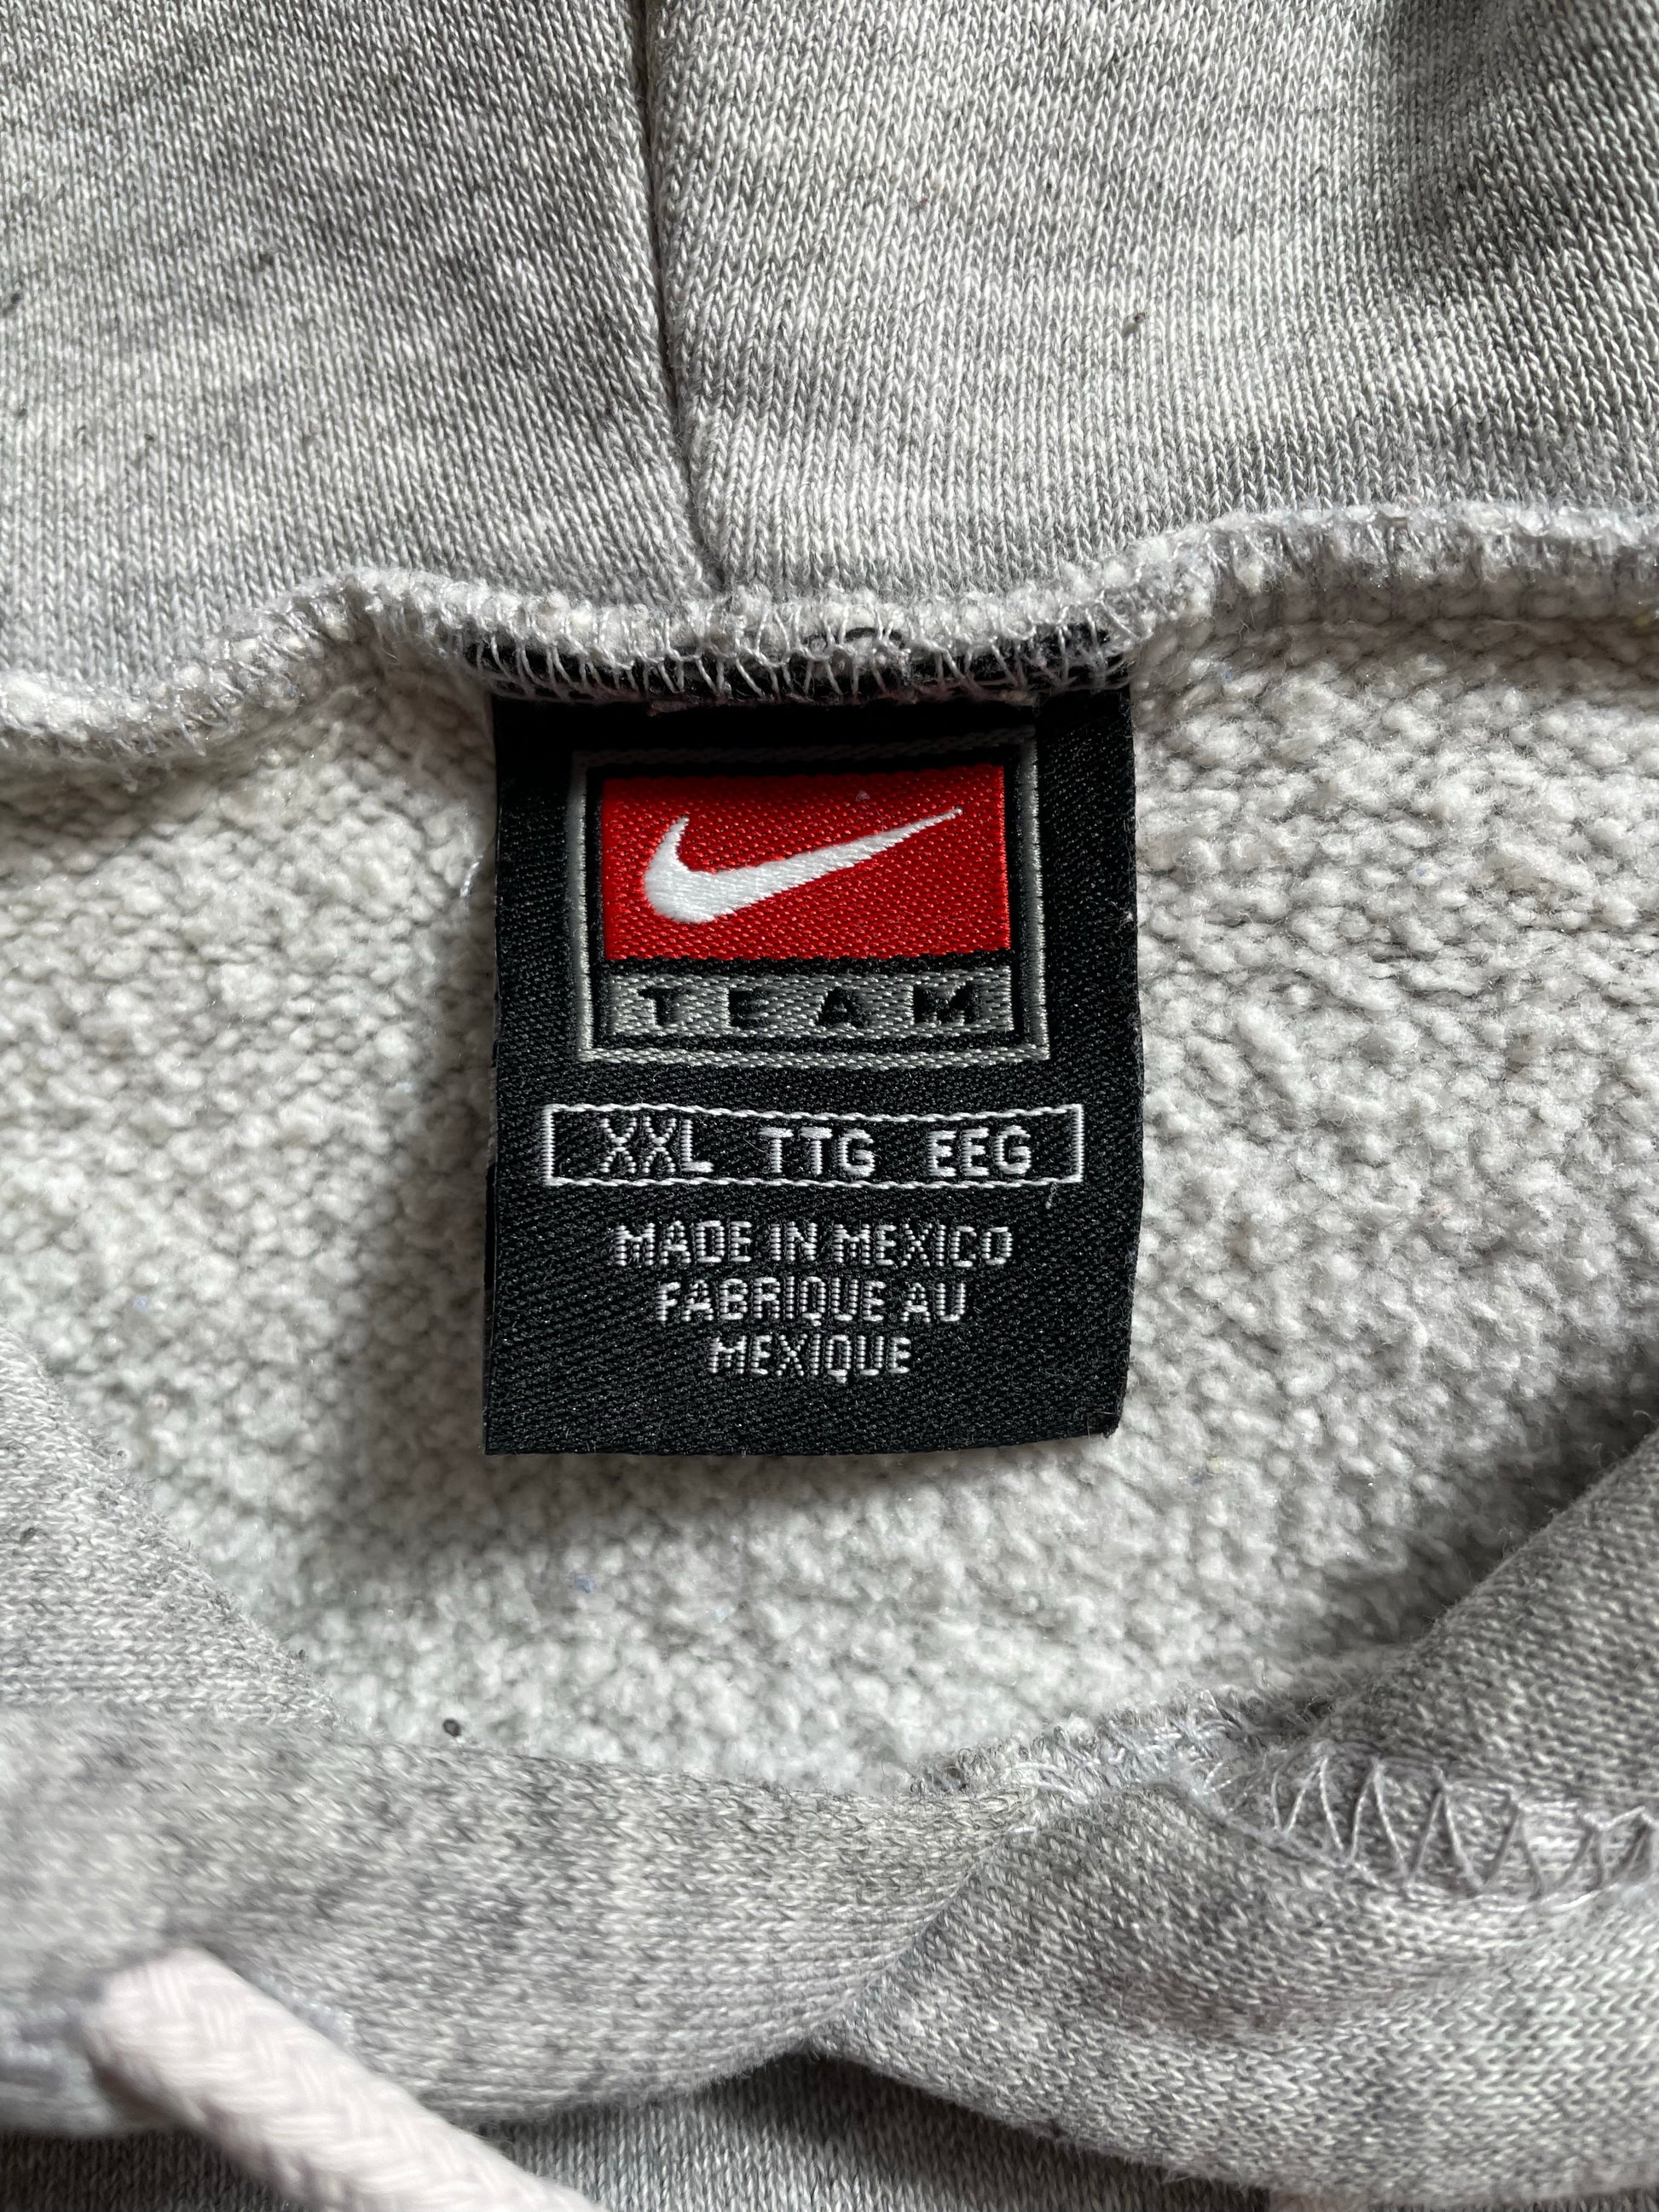 TEAM
XXL TTG EEG
MADE IN MEXICO
FABRIQUE AU
MEXIQUE